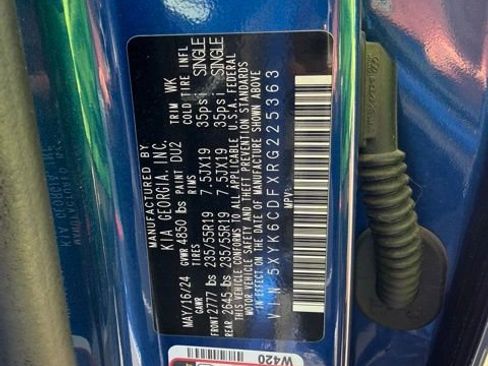 MANUFACTURED BY
KIA GEORGIA, INC.
MAY/16/24 GVWR 4850 lbs PAINT DU2 TRIM WK
GAWR TIRES RIMS COLD TIRE INFL
FRONT 2777 lbs 235/55R19 7.5JX19 35psi SINGLE
REAR 2645 lbs 235/55R19 7.5JX19 35psi SINGLE
THIS VEHICLE CONFORMS TO ALL APPLICABLE U.S.A. FEDERAL
VEHICLE SAFETY, BUMPER, AND THEFT PREVENTION STANDARDS
IN EFFECT ON THE DATE OF MANUFACTURE SHOWN ABOVE
V.I.N: 5XYK6CDFXRG225363
MPV
W420